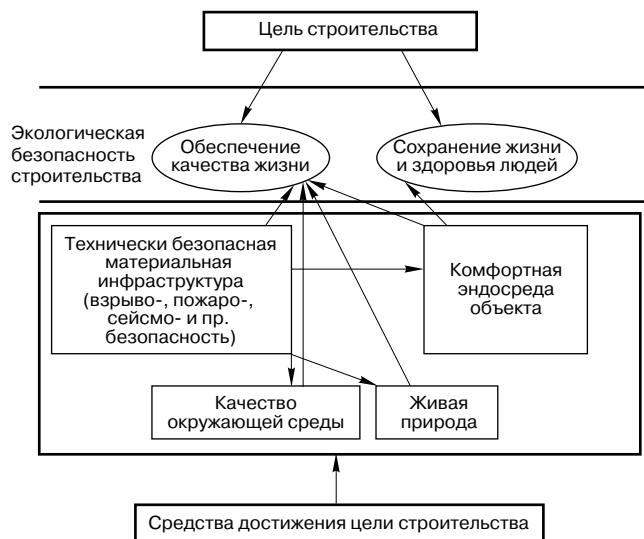 Цель строительства
Экологическая
безопасность
строительства
Обеспечение
качества жизни
Сохранение жизни
и здоровья людей
Технически безопасная
материальная
инфраструктура
(взрыво-, пожаро-,
сейсмо- и пр.
безопасность)
Комфортная
эндосреда
объекта
Качество
окружающей среды
Живая
природа
Средства достижения цели строительства